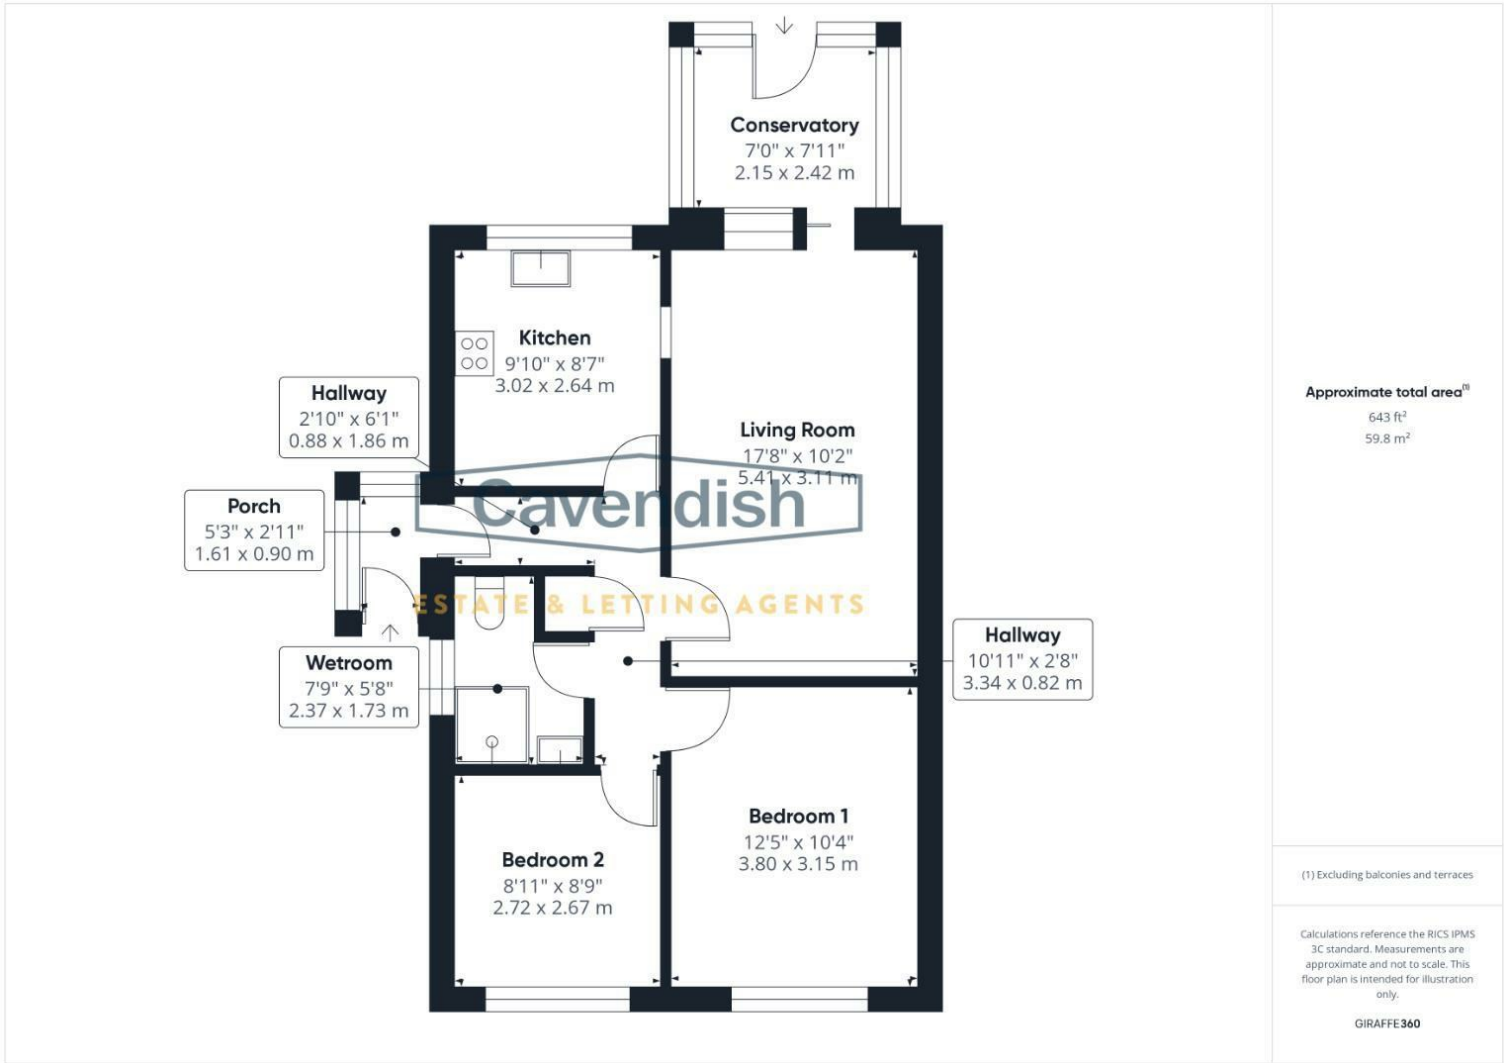 Conservatory
7'0" x 7'11"
2.15 x 2.42 m
Kitchen
9'10" x 8'7"
3.02 x 2.64 m
Hallway
2'10" x 6'1"
0.88 x 1.86 m
Living Room
17'8" x 10'2"
5.41 x 3.11 m
Porch
5'3" x 2'11"
1.61 x 0.90 m
Cavendish
ESTATE & LETTING AGENTS
Wetroom
7'9" x 5'8"
2.37 x 1.73 m
Hallway
10'11" x 2'8"
3.34 x 0.82 m
Bedroom 1
12'5" x 10'4"
3.80 x 3.15 m
Bedroom 2
8'11" x 8'9"
2.72 x 2.67 m
Approximate total area(1)
643 ft²
59.8 m²
(1) Excluding balconies and terraces
Calculations reference the RICS IPMS
3C standard. Measurements are
approximate and not to scale. This
floor plan is intended for illustration
only.
GIRAFFE360